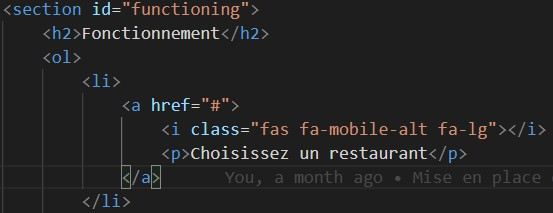 <section id="functioning">
<h2>Fonctionnement</h2>
<ol>
<li>
<a href="#">
<i class="fas fa-mobile-alt fa-lg"></i>
<p>Choisissez un restaurant</p>
</a> You, a month ago • Mise en place
</li>